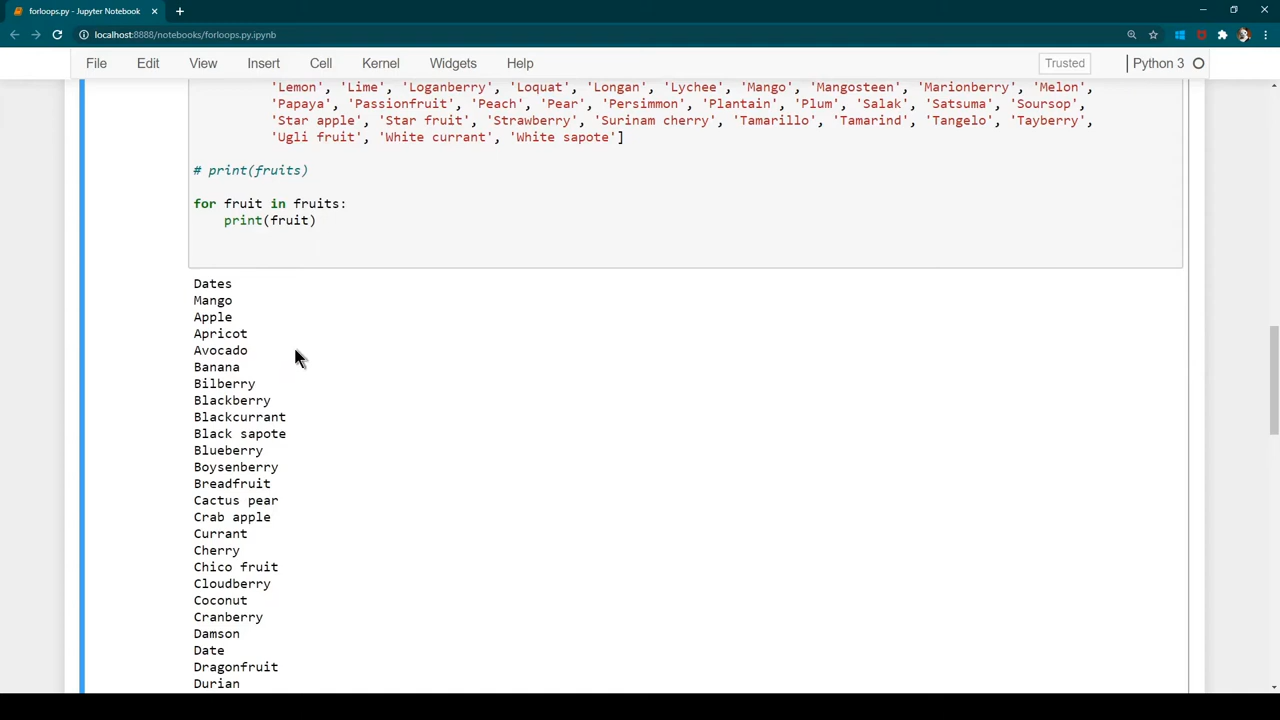 forloops.py - Jupyter Notebook
localhost:8888/notebooks/forloops.py.ipynb
File Edit View Insert Cell Kernel Widgets Help Trusted Python 3
'Lemon', 'Lime', 'Loganberry', 'Loquat', 'Longan', 'Lychee', 'Mango', 'Mangosteen', 'Marionberry', 'Melon',
'Papaya', 'Passionfruit', 'Peach', 'Pear', 'Persimmon', 'Plantain', 'Plum', 'Salak', 'Satsuma', 'Soursop',
'Star apple', 'Star fruit', 'Strawberry', 'Surinam cherry', 'Tamarillo', 'Tamarind', 'Tangelo', 'Tayberry',
'Ugli fruit', 'White currant', 'White sapote']
# print(fruits)
for fruit in fruits:
print(fruit)
Dates
Mango
Apple
Apricot
Avocado
Banana
Bilberry
Blackberry
Blackcurrant
Black sapote
Blueberry
Boysenberry
Breadfruit
Cactus pear
Crab apple
Currant
Cherry
Chico fruit
Cloudberry
Coconut
Cranberry
Damson
Date
Dragonfruit
Durian